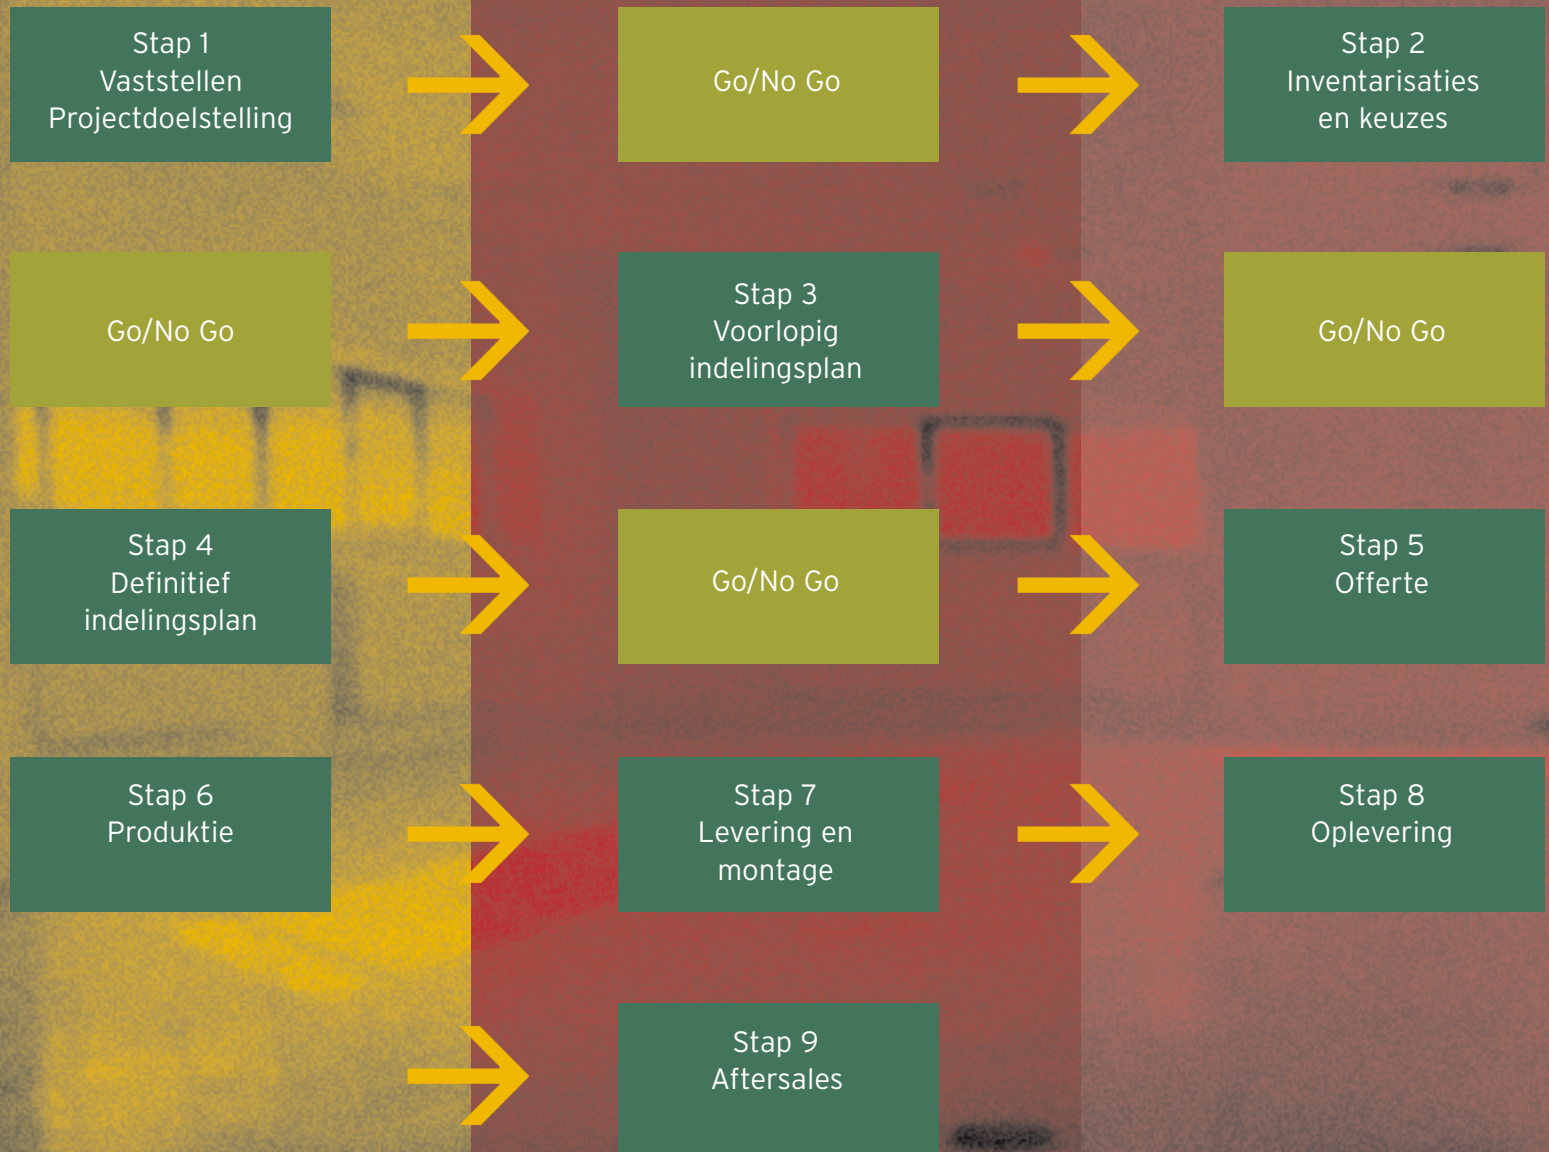 Stap 1
Vaststellen
Projectdoelstelling
Go/No Go
Stap 2
Inventarisaties
en keuzes
Go/No Go
Stap 3
Voorlopig
indelingsplan
Go/No Go
Stap 4
Definitief
indelingsplan
Go/No Go
Stap 5
Offerte
Stap 6
Produktie
Stap 7
Levering en
montage
Stap 8
Oplevering
Stap 9
Aftersales